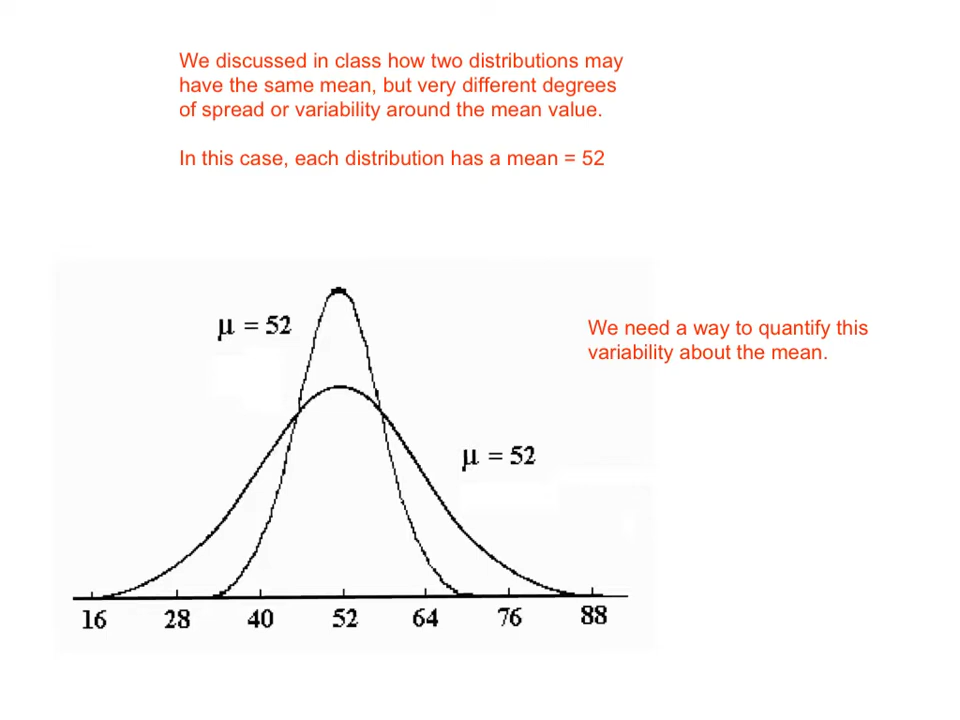 We discussed in class how two distributions may
have the same mean, but very different degrees
of spread or variability around the mean value.
In this case, each distribution has a mean = 52
μ = 52
We need a way to quantify this
variability about the mean.
μ = 52
16 28 40 52 64 76 88